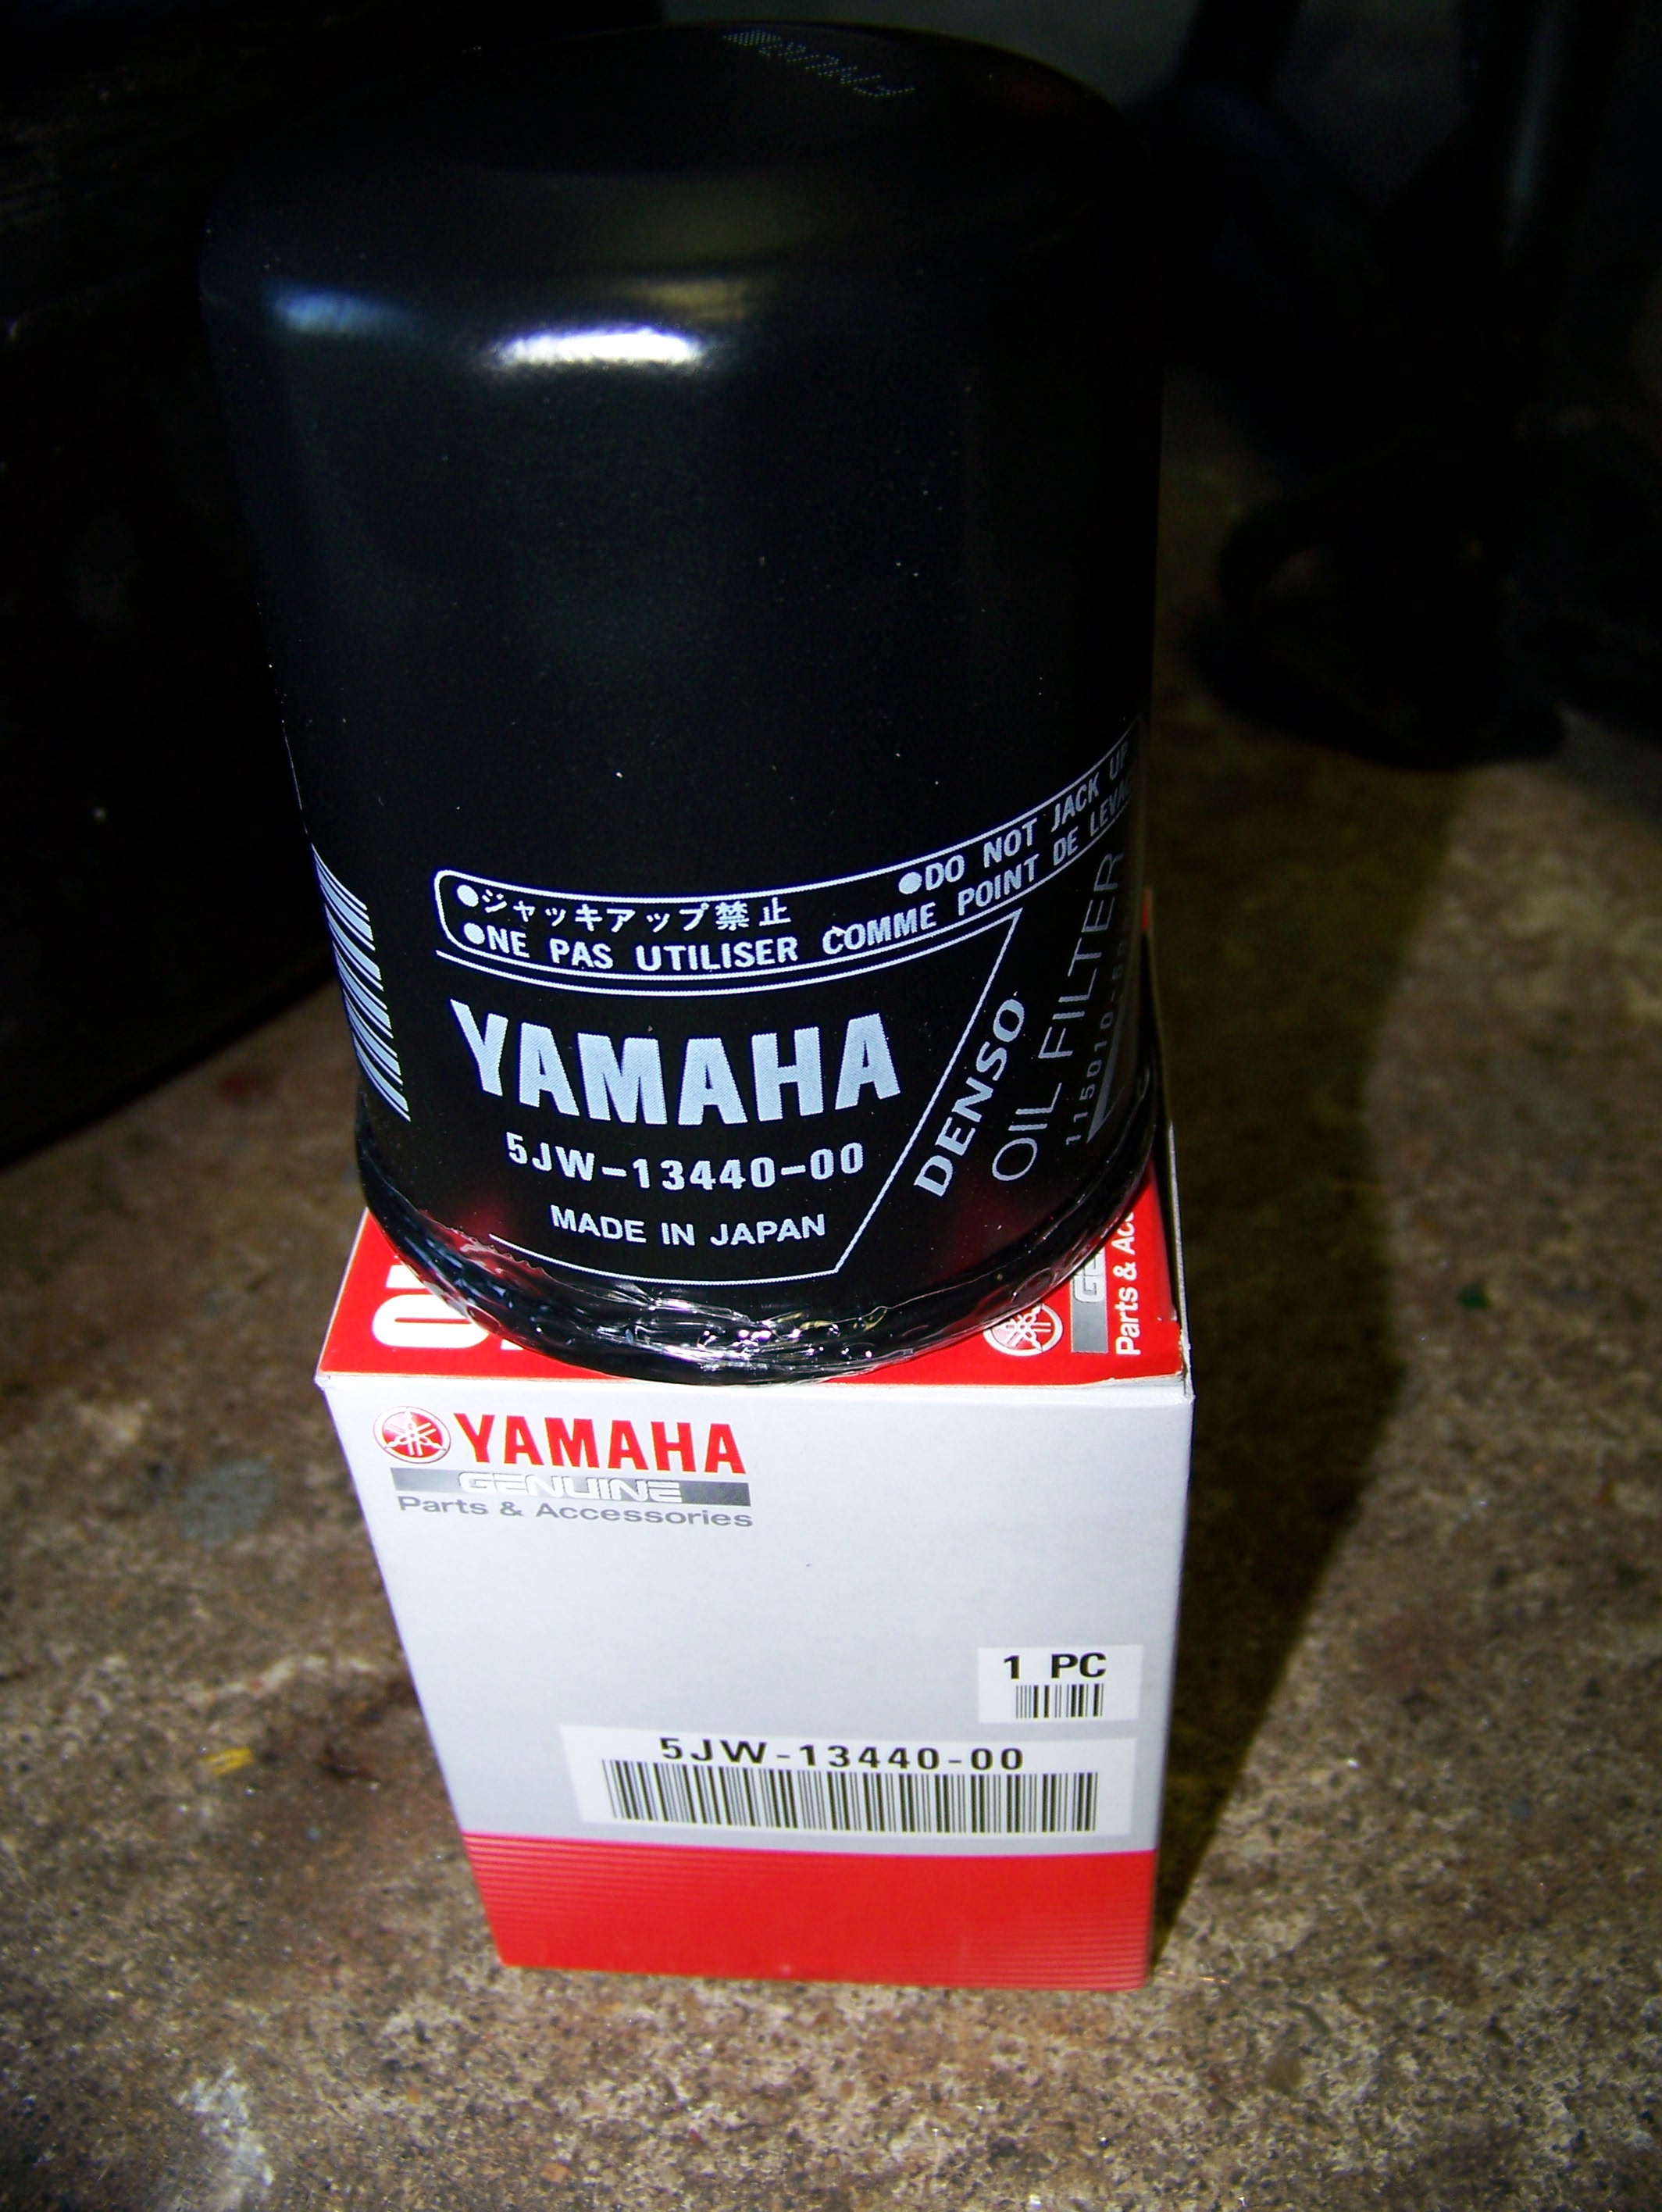 ●ジャッキアップ禁止 ●DO NOT JACK UP
●NE PAS UTILISER COMME POINT DE
YAMAHA
5JW-13440-00
MADE IN JAPAN
DENSO
OIL FILTER
Parts &
YAMAHA
GENUINE
Parts & Accessories
1 PC
5JW-13440-00